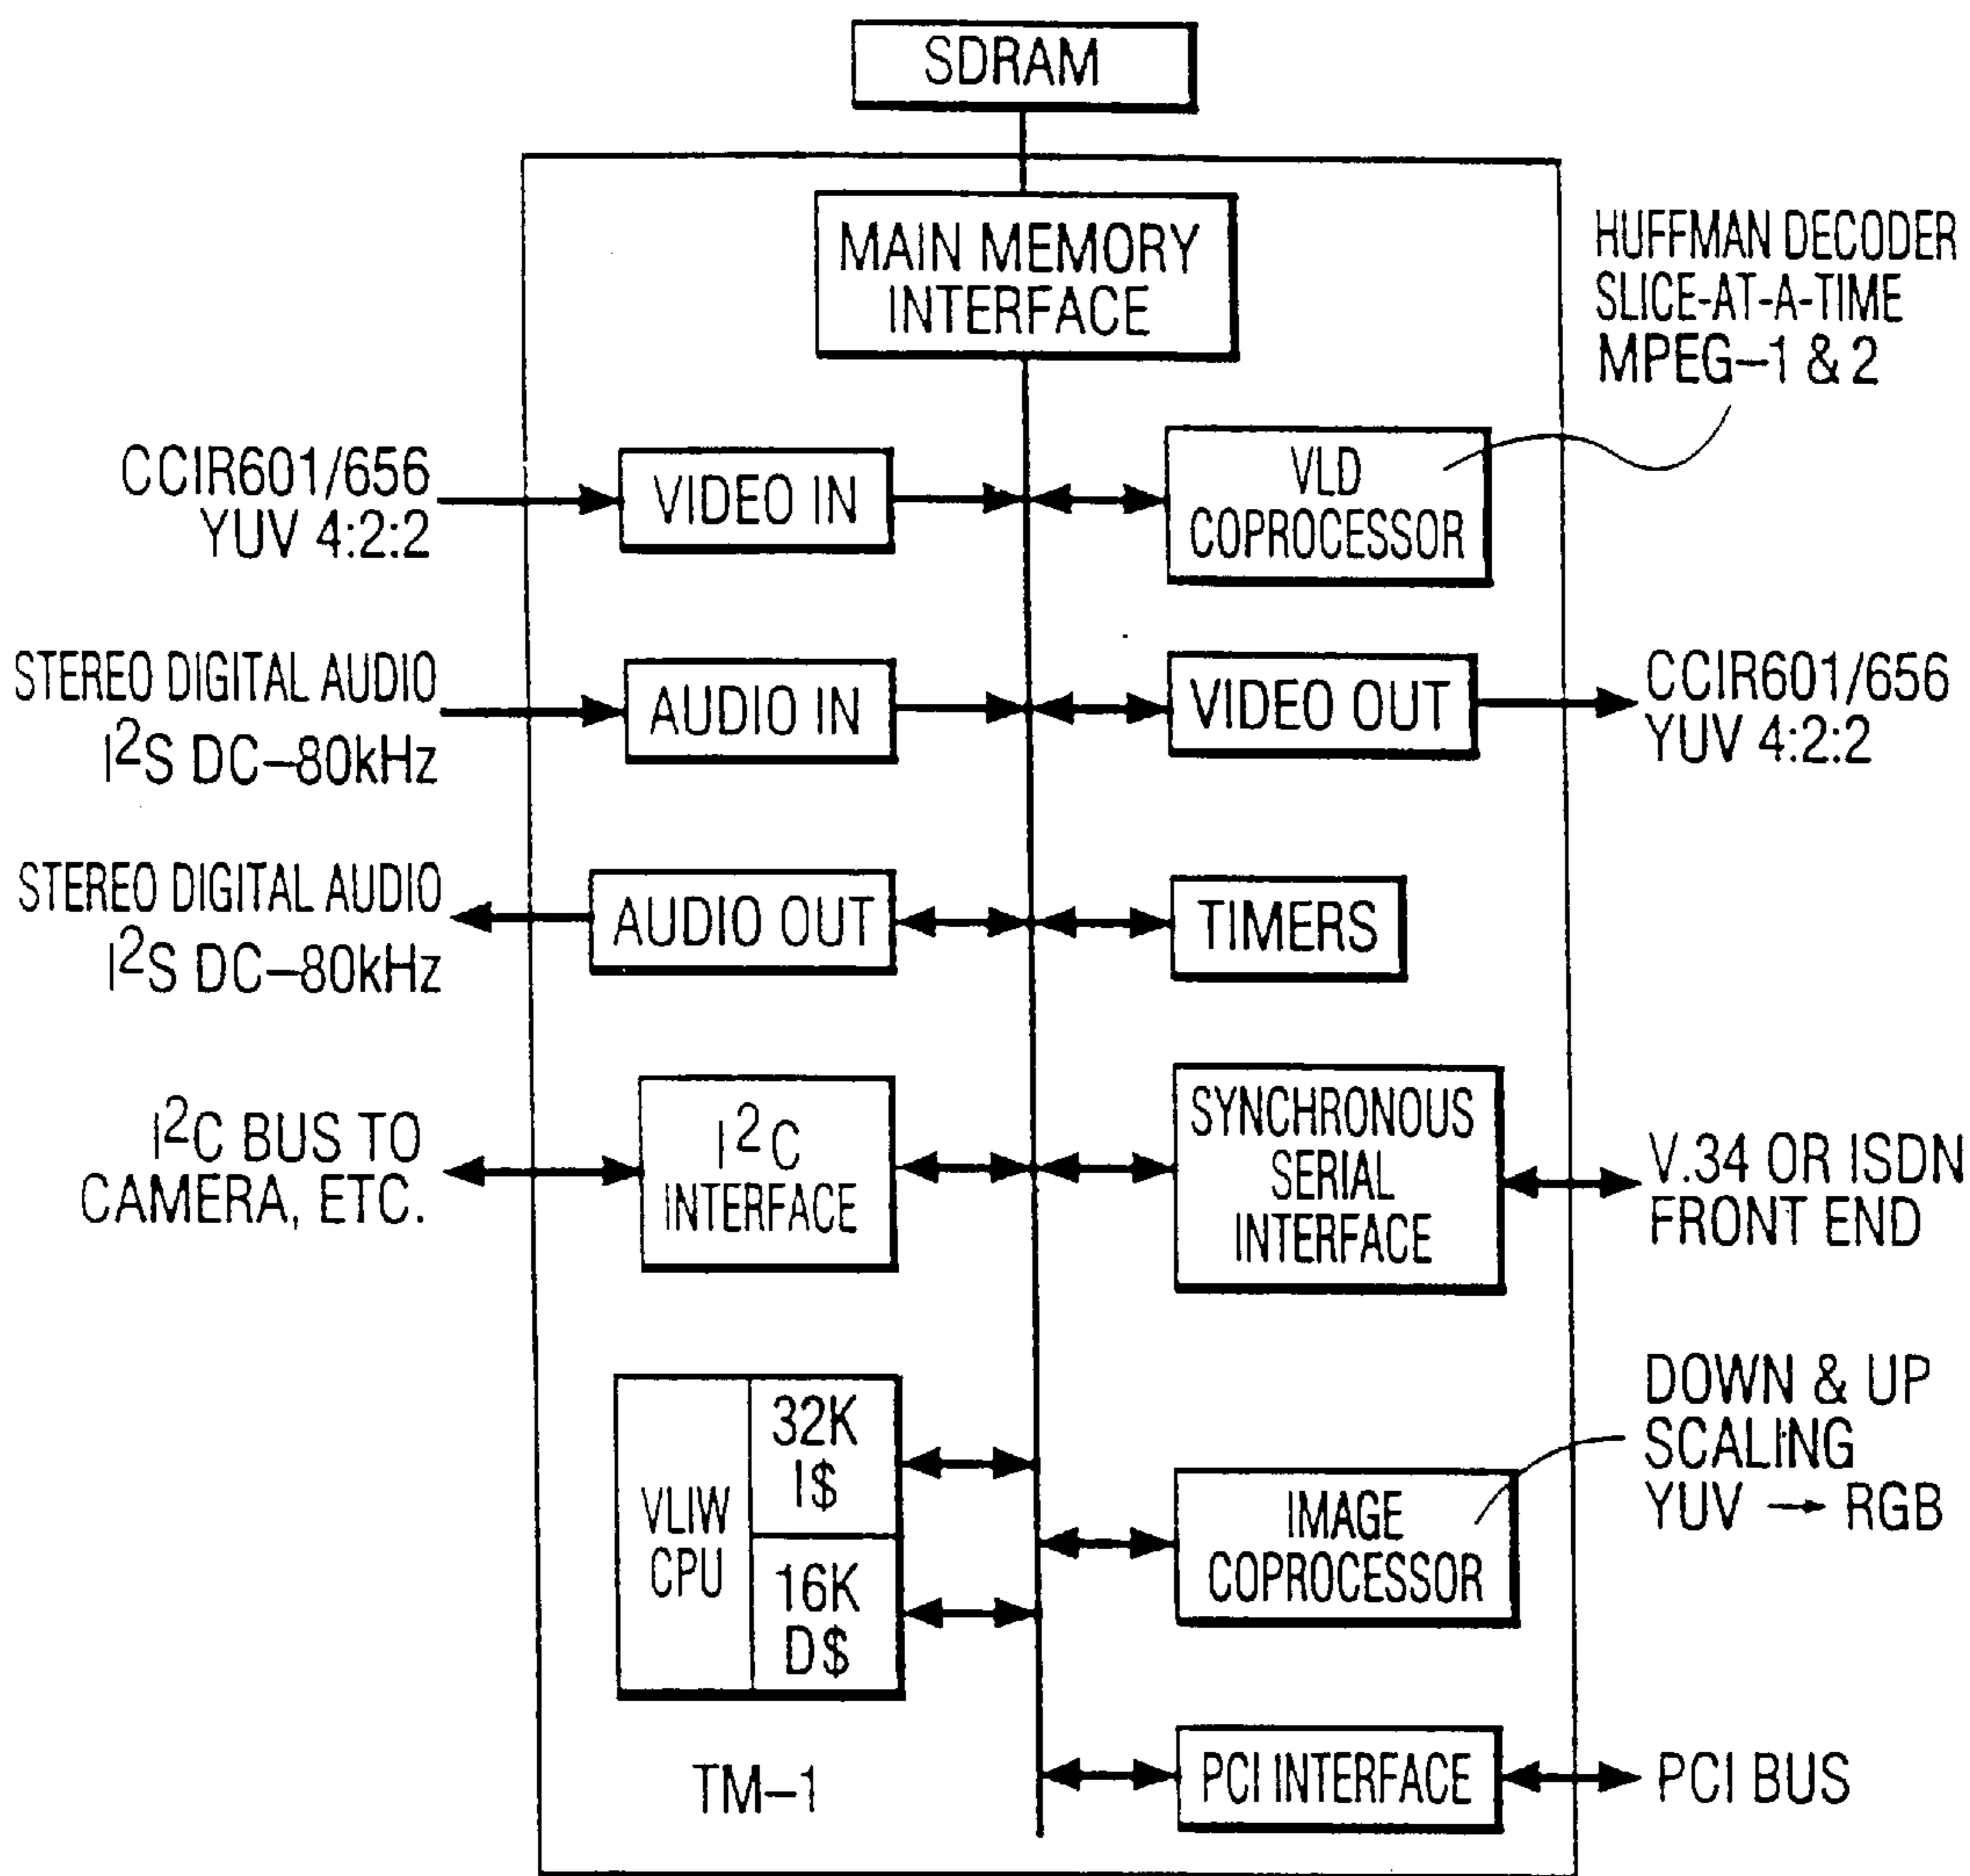 SDRAM
MAIN MEMORY
INTERFACE
HUFFMAN DECODER
SLICE-AT-A-TIME
MPEG–1 & 2
CCIR601/656
YUV 4:2:2
VIDEO IN
VLD
COPROCESSOR
STEREO DIGITAL AUDIO
I²S DC–80kHz
AUDIO IN
VIDEO OUT
CCIR601/656
YUV 4:2:2
STEREO DIGITAL AUDIO
I²S DC–80kHz
AUDIO OUT
TIMERS
I²C BUS TO
CAMERA, ETC.
I²C
INTERFACE
SYNCHRONOUS
SERIAL
INTERFACE
V.34 OR ISDN
FRONT END
VLIW
CPU
32K
I$
16K
D$
IMAGE
COPROCESSOR
DOWN & UP
SCALING
YUV → RGB
TM–1
PCI INTERFACE
PCI BUS